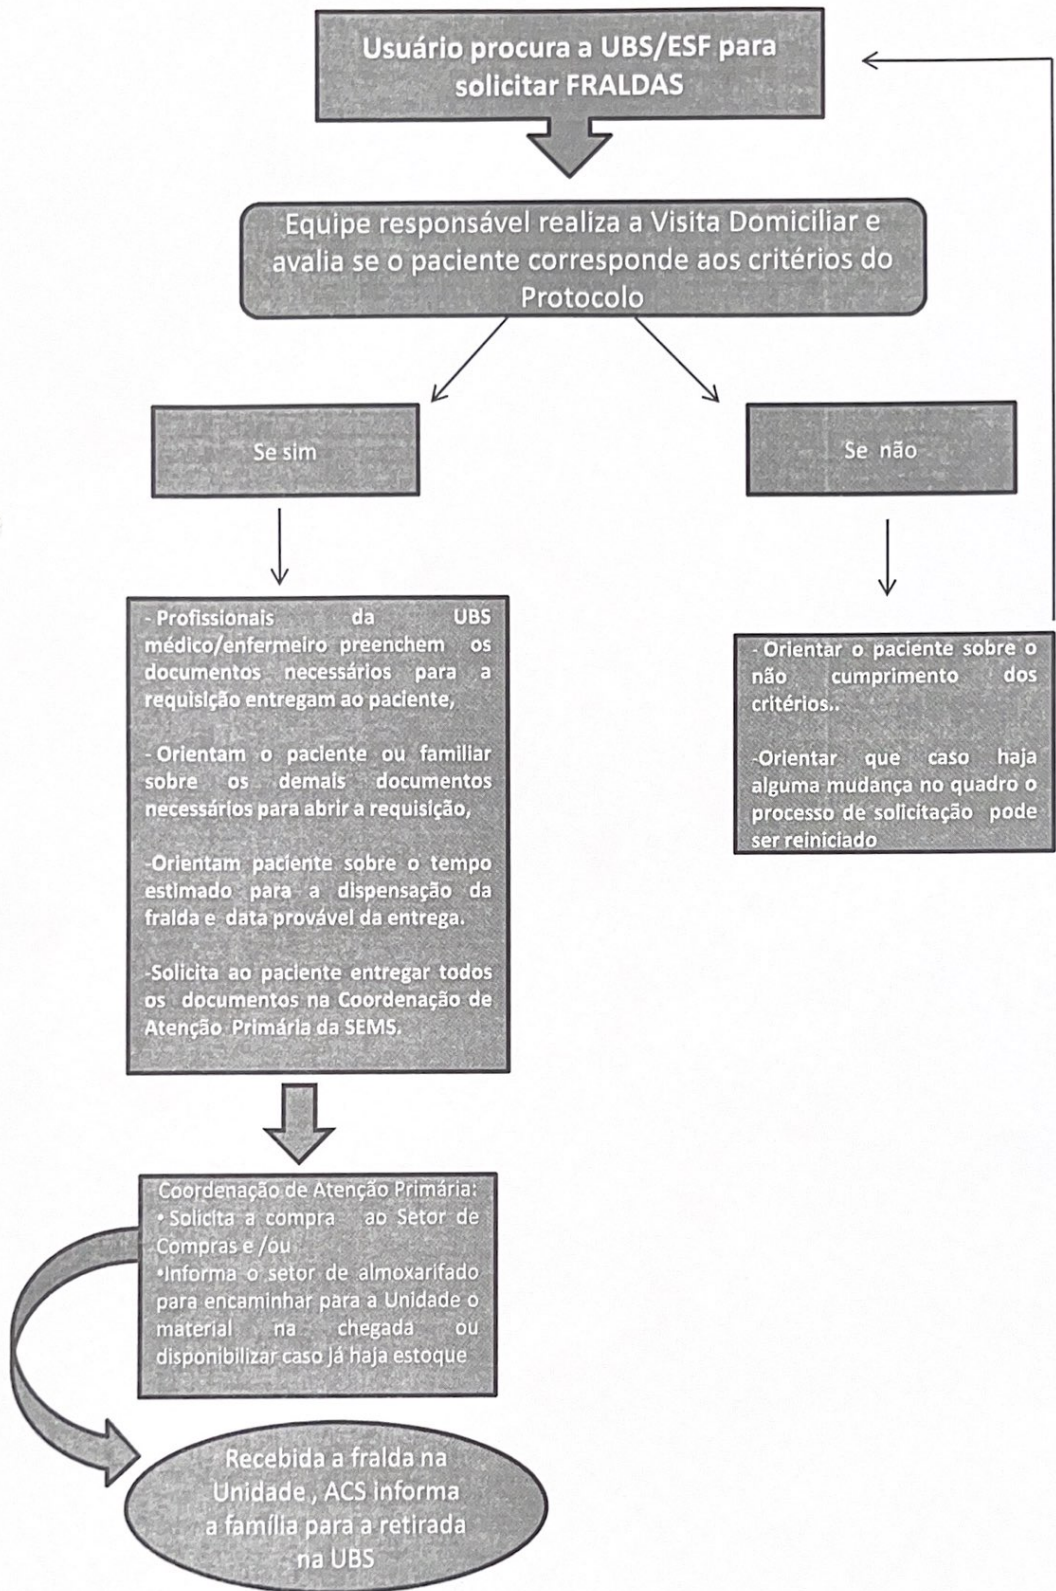 Usuário procura a UBS/ESF para
solicitar FRALDAS
Equipe responsável realiza a Visita Domiciliar e
avalia se o paciente corresponde aos critérios do
Protocolo
Se sim
Se não
- Profissionais da UBS
médico/enfermeiro preenchem os
documentos necessários para a
requisição entregam ao paciente,
- Orientam o paciente ou familiar
sobre os demais documentos
necessários para abrir a requisição,
-Orientam paciente sobre o tempo
estimado para a dispensação da
fralda e data provável da entrega.
-Solicita ao paciente entregar todos
os documentos na Coordenação de
Atenção Primária da SEMS.
- Orientar o paciente sobre o
não cumprimento dos
critérios..
-Orientar que caso haja
alguma mudança no quadro o
processo de solicitação pode
ser reiniciado
Coordenação de Atenção Primária:
• Solicita a compra ao Setor de
Compras e /ou
•Informa o setor de almoxarifado
para encaminhar para a Unidade o
material na chegada ou
disponibilizar caso já haja estoque
Recebida a fralda na
Unidade , ACS informa
a família para a retirada
na UBS